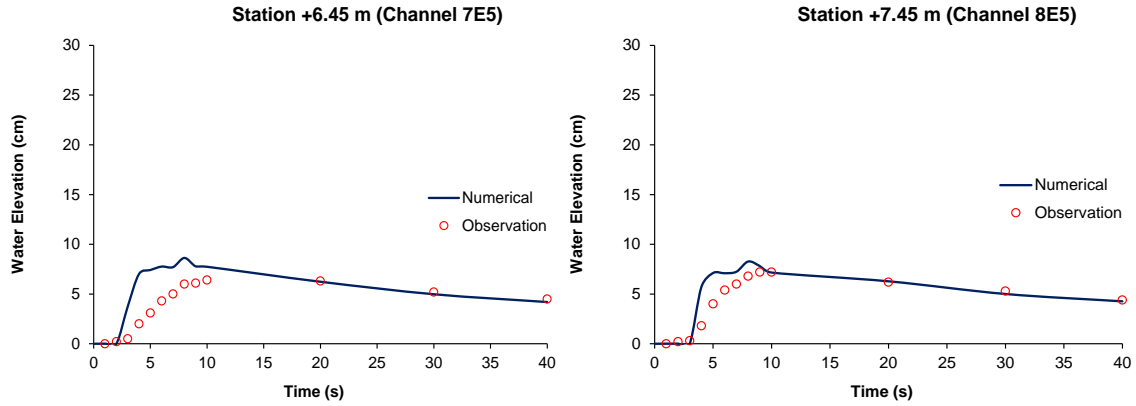 Station +6.45 m (Channel 7E5)
30
25
20
15
10
5
0
Water Elevation (cm)
Numerical
Observation
0 5 10 15 20 25 30 35 40
Time (s)
Station +7.45 m (Channel 8E5)
30
25
20
15
10
5
0
Water Elevation (cm)
Numerical
Observation
0 5 10 15 20 25 30 35 40
Time (s)